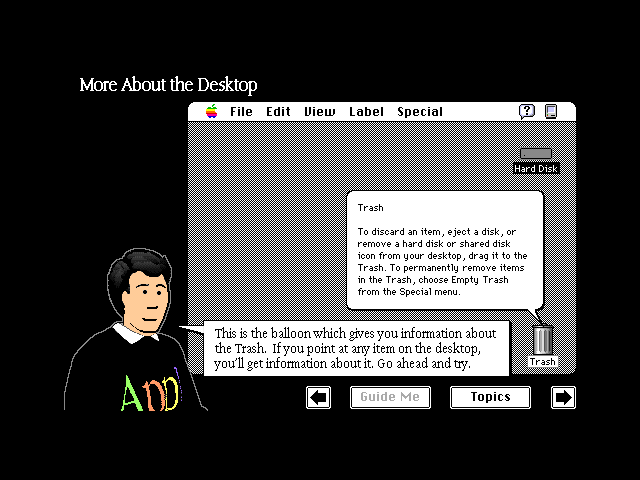 More About the Desktop
File Edit View Label Special
Hard Disk
Trash
To discard an item, eject a disk, or
remove a hard disk or shared disk
icon from your desktop, drag it to the
Trash. To permanently remove items
in the Trash, choose Empty Trash
from the Special menu.
This is the balloon which gives you information about
the Trash. If you point at any item on the desktop,
you'll get information about it. Go ahead and try.
Trash
Appl
Guide Me
Topics